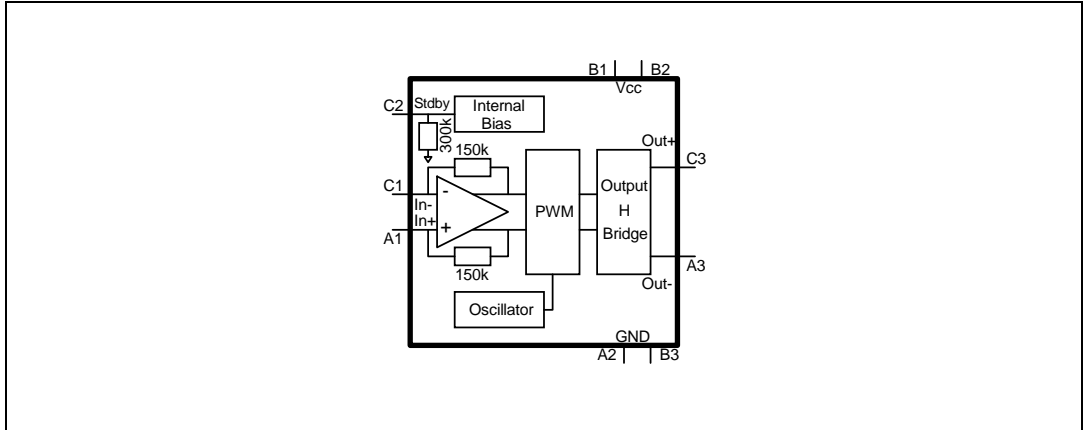 B1
B2
Vcc
C2
Stdby
Internal
Bias
300k
150k
Out+
C3
C1
In-
-
Output
PWM
H
In+
+
Bridge
A1
150k
A3
Out-
Oscillator
GND
A2
B3